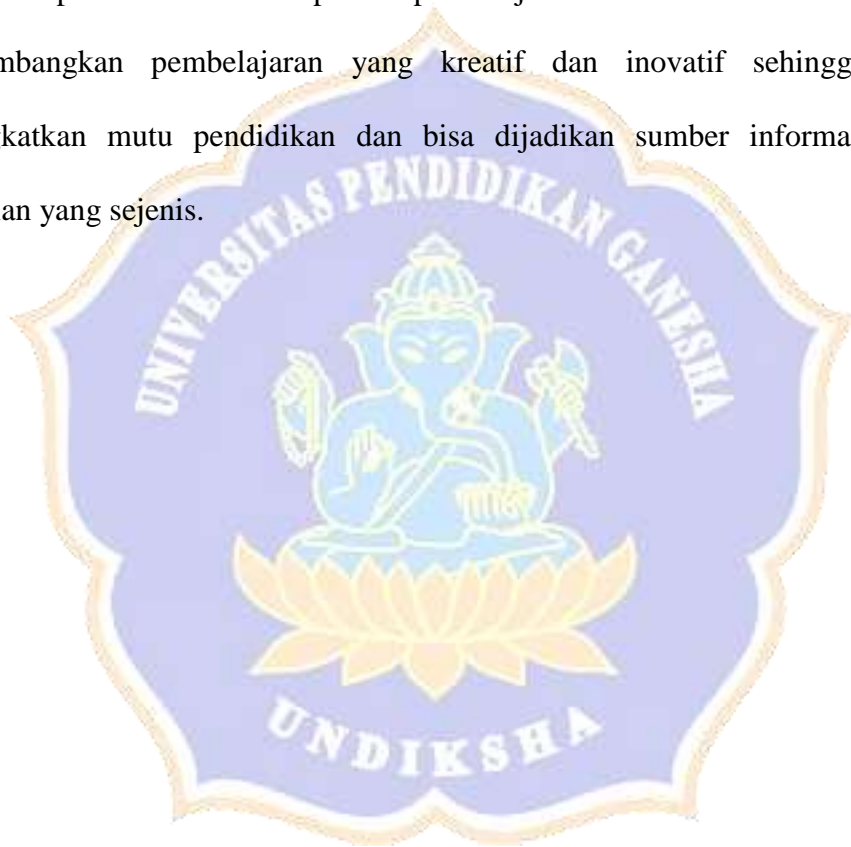 mbangkan pembelajaran yang kreatif dan inovatif sehingg
gkatkan mutu pendidikan dan bisa dijadikan sumber informa
an yang sejenis.
UNIVERSITAS PENDIDIKAN GANESHA
UNDIKSHA